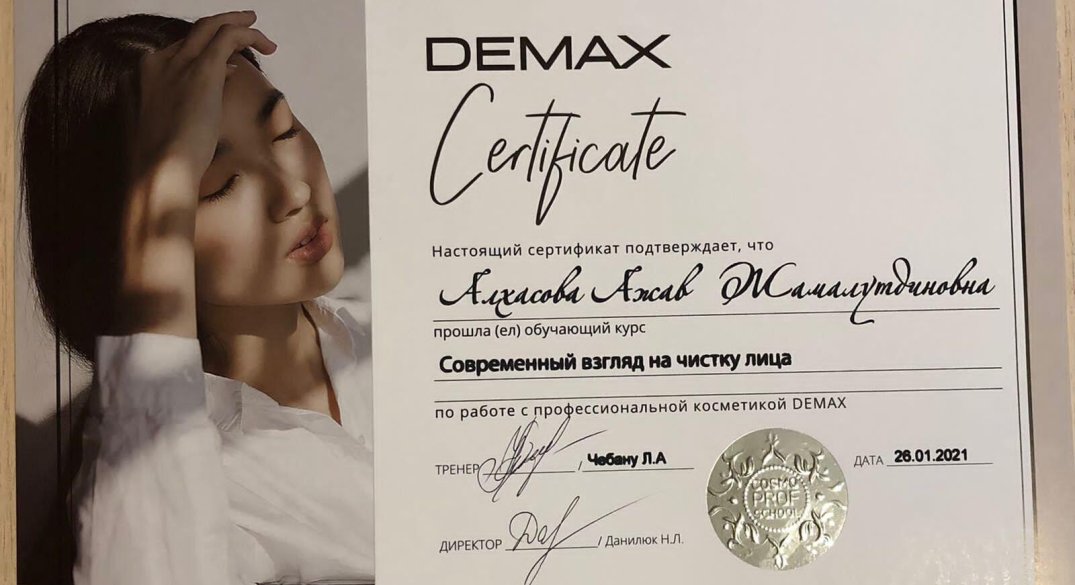 DEMAX
Certificate
Настоящий сертификат подтверждает, что
Алхасова Ажав Жамалутдиновна
прошла (ел) обучающий курс
Современный взгляд на чистку лица
по работе с профессиональной косметикой DEMAX
ТРЕНЕР / Чебану Л.А
ДАТА 26.01.2021
COSMO
PROF
SCHOOL
ДИРЕКТОР / Данилюк Н.Л.